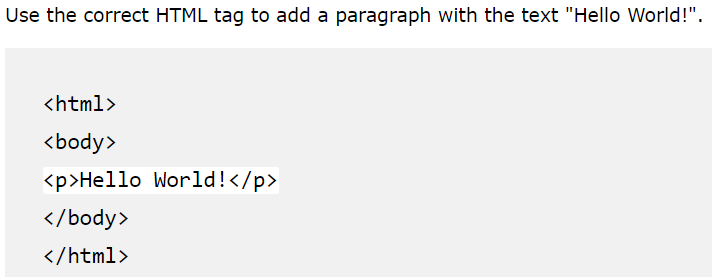 Use the correct HTML tag to add a paragraph with the text "Hello World!".
<html>
<body>
<p>Hello World!</p>
</body>
</html>